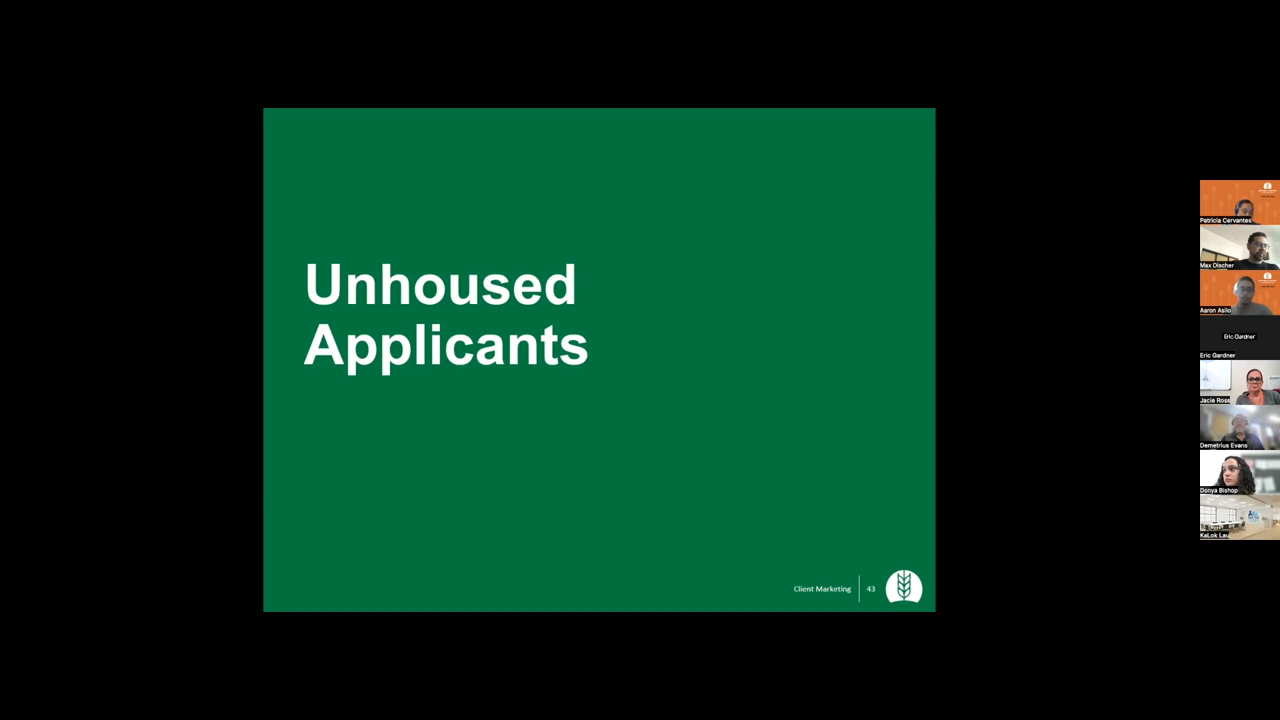 Unhoused
Applicants
Client Marketing
43
Patricia Cervantes
Max Discher
Aaron Asilo
Eric Gardner
Eric Gardner
Jacie Ross
Demetrius Evans
Donya Bishop
KaLok Lau